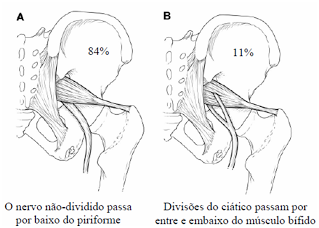 A
B
84%
11%
O nervo não-dividido passa
por baixo do piriforme
Divisões do ciático passam por
entre e embaixo do músculo bífido